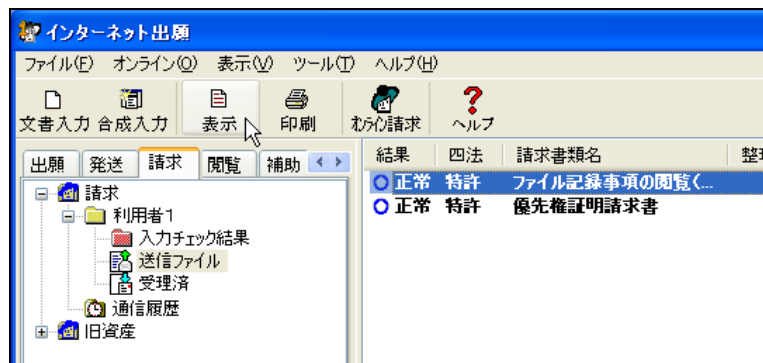 インターネット出願
ファイル(F) オンライン(O) 表示(V) ツール(T) ヘルプ(H)
文書入力 合成入力 表示 印刷 オンライン請求 ヘルプ
出願 発送 請求 閲覧 補助
結果 四法 請求書類名 整理
正常 特許 ファイル記録事項の閲覧(...
正常 特許 優先権証明請求書
請求
利用者1
入力チェック結果
送信ファイル
受理済
通信履歴
旧資産